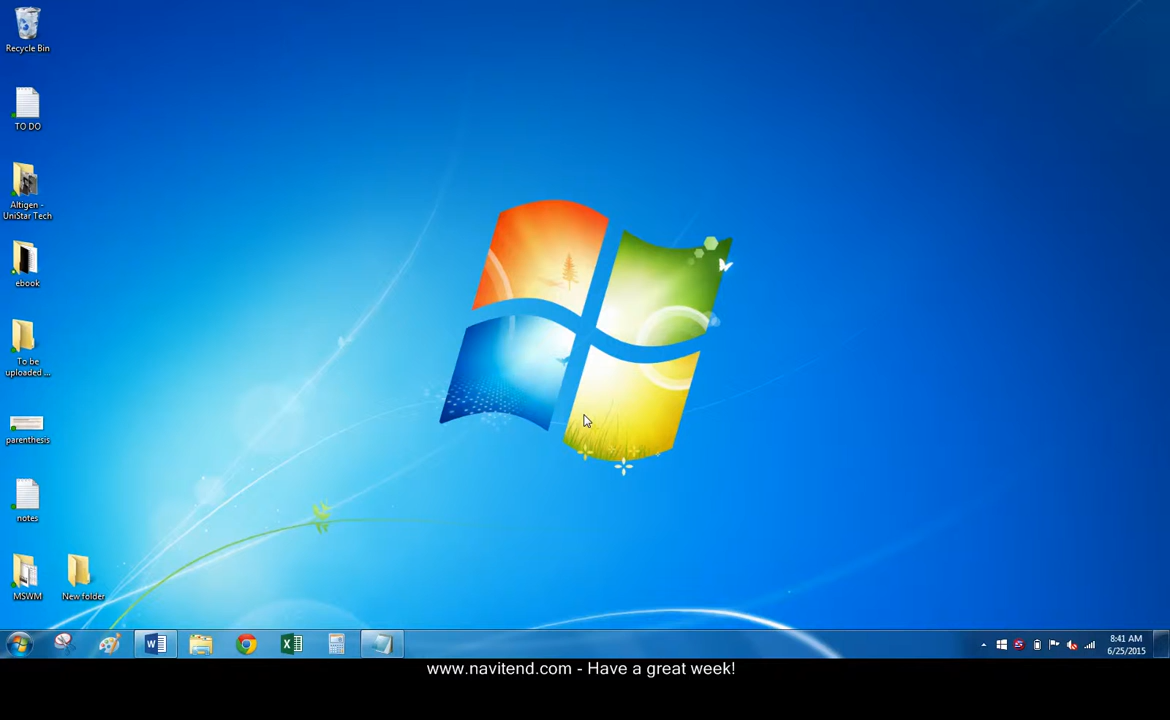 Recycle Bin
TO DO
Altigen -
UniStar Tech
ebook
To be
uploaded ...
parenthesis
notes
MSWM
New folder
W
X
8:41 AM
6/25/2015
www.navitend.com - Have a great week!